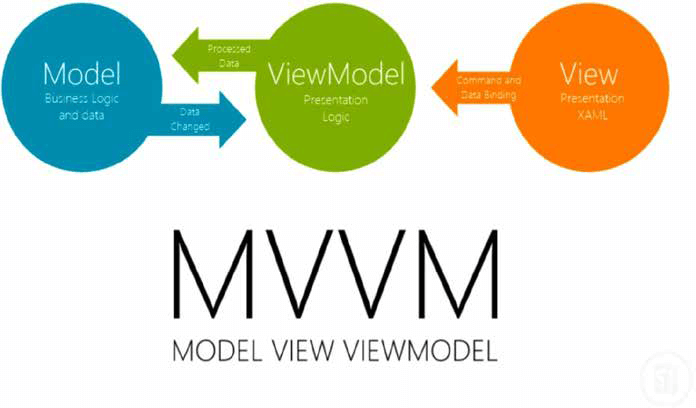 Model
Business Logic
and data
Processed
Data
Data
Changed
ViewModel
Presentation
Logic
Command and
Data Binding
View
Presentation
XAML
MVVM
MODEL VIEW VIEWMODEL